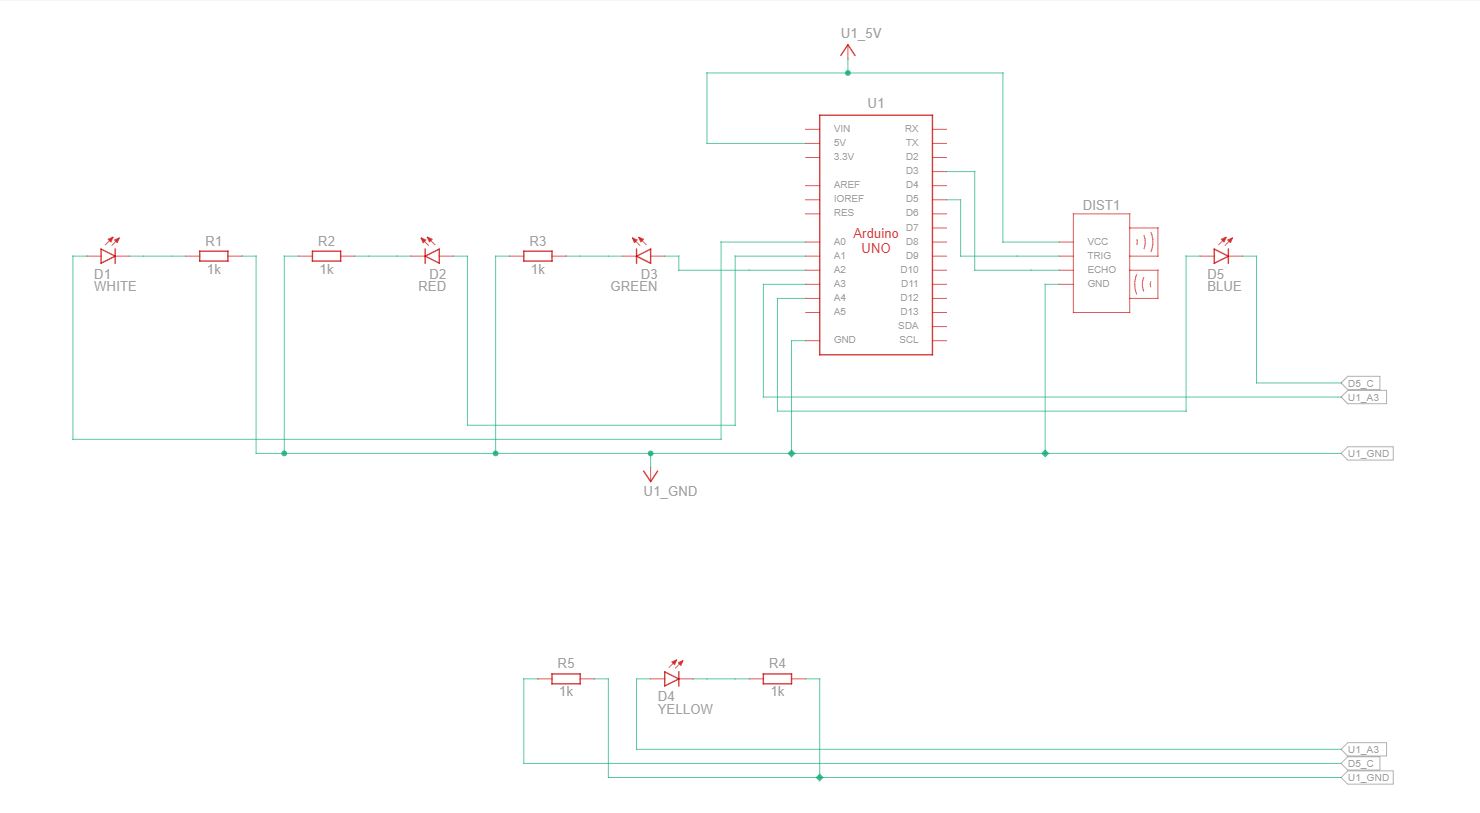 U1_5V
U1
VIN
5V
3.3V
AREF
IOREF
RES
A0
A1
A2
A3
A4
A5
GND
Arduino
UNO
RX
TX
D2
D3
D4
D5
D6
D7
D8
D9
D10
D11
D12
D13
SDA
SCL
DIST1
VCC
TRIG
ECHO
GND
D1
WHITE
R1
1k
R2
1k
D2
RED
R3
1k
D3
GREEN
D5
BLUE
D5_C
U1_A3
U1_GND
U1_GND
R5
1k
D4
YELLOW
R4
1k
U1_A3
D5_C
U1_GND